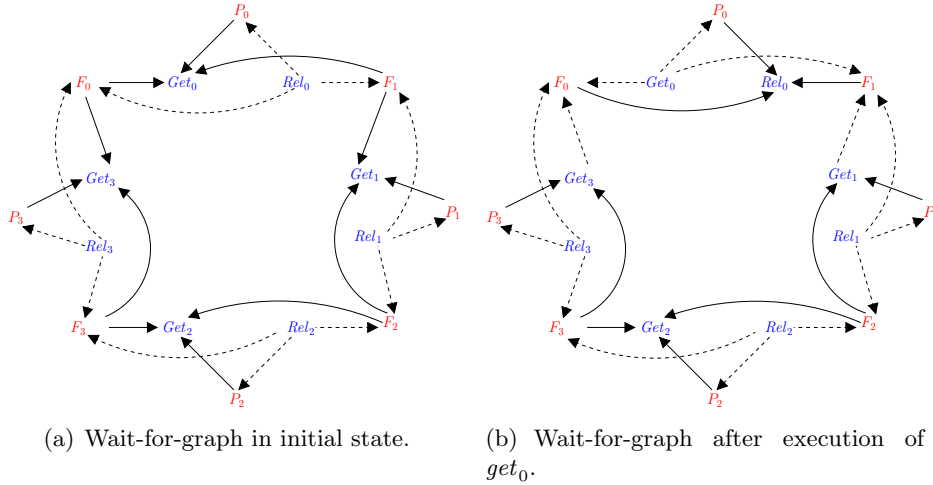 P₀
F₀ Get₀ Rel₀ F₁
Get₃ Get₁
P₃ P₁
Rel₃ Rel₁
F₃ Get₂ Rel₂ F₂
P₂
(a) Wait-for-graph in initial state.
P₀
F₀ Get₀ Rel₀ F₁
Get₃ Get₁
P₃ P
Rel₃ Rel₁
F₃ Get₂ Rel₂ F₂
P₂
(b) Wait-for-graph after execution of
get₀.